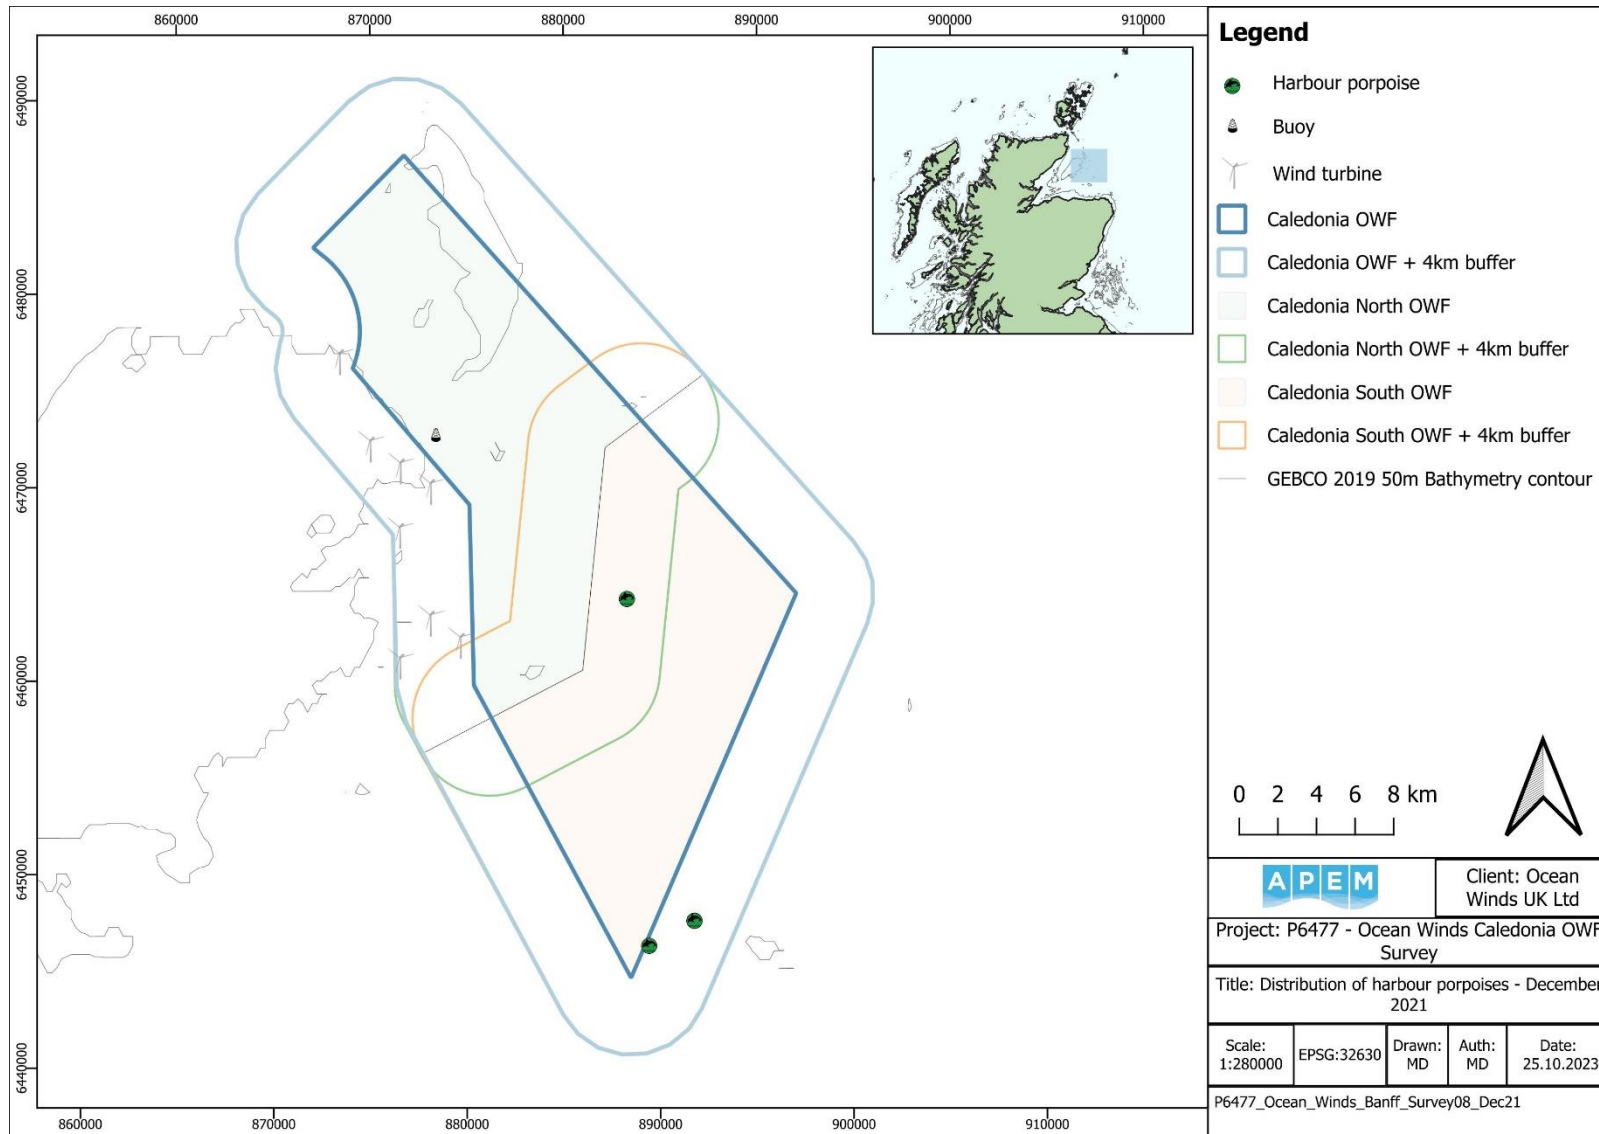 860000 870000 880000 890000 900000 910000
6490000
6480000
6470000
6460000
6450000
6440000
860000 870000 880000 890000 900000 910000
Legend
Harbour porpoise
Buoy
Wind turbine
Caledonia OWF
Caledonia OWF + 4km buffer
Caledonia North OWF
Caledonia North OWF + 4km buffer
Caledonia South OWF
Caledonia South OWF + 4km buffer
GEBCO 2019 50m Bathymetry contour
0 2 4 6 8 km
APEM
Client: Ocean
Winds UK Ltd
Project: P6477 - Ocean Winds Caledonia OWF
Survey
Title: Distribution of harbour porpoises - December
2021
Scale:
1:280000
EPSG:32630
Drawn:
MD
Auth:
MD
Date:
25.10.2023
P6477_Ocean_Winds_Banff_Survey08_Dec21